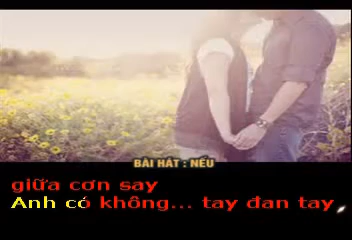 BÀI HÁT : NẾU
giữa cơn say
Anh có không... tay đan tay